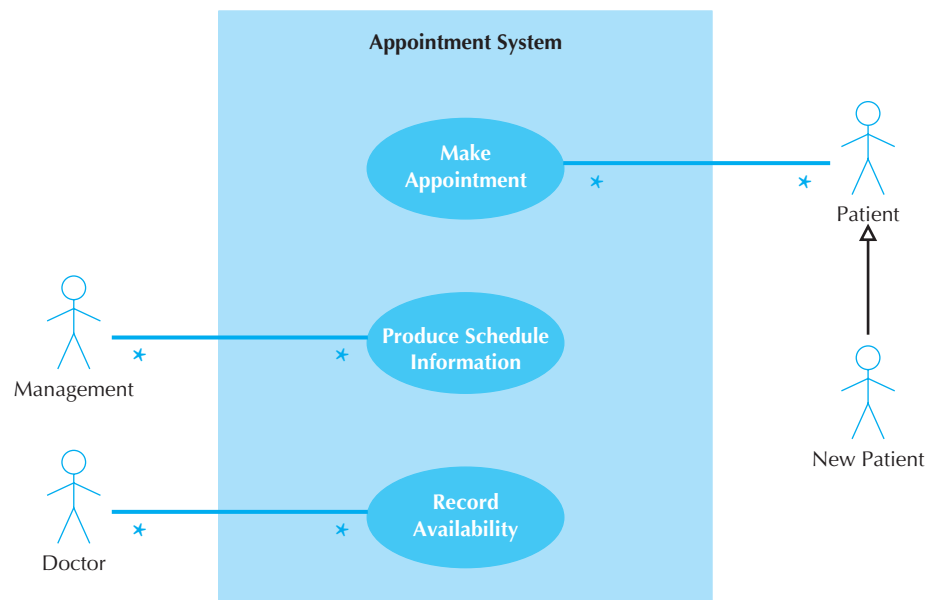 Appointment System
Make
Appointment
*
*
Patient
Produce Schedule
Information
*
*
Management
New Patient
Record
Availability
*
*
Doctor